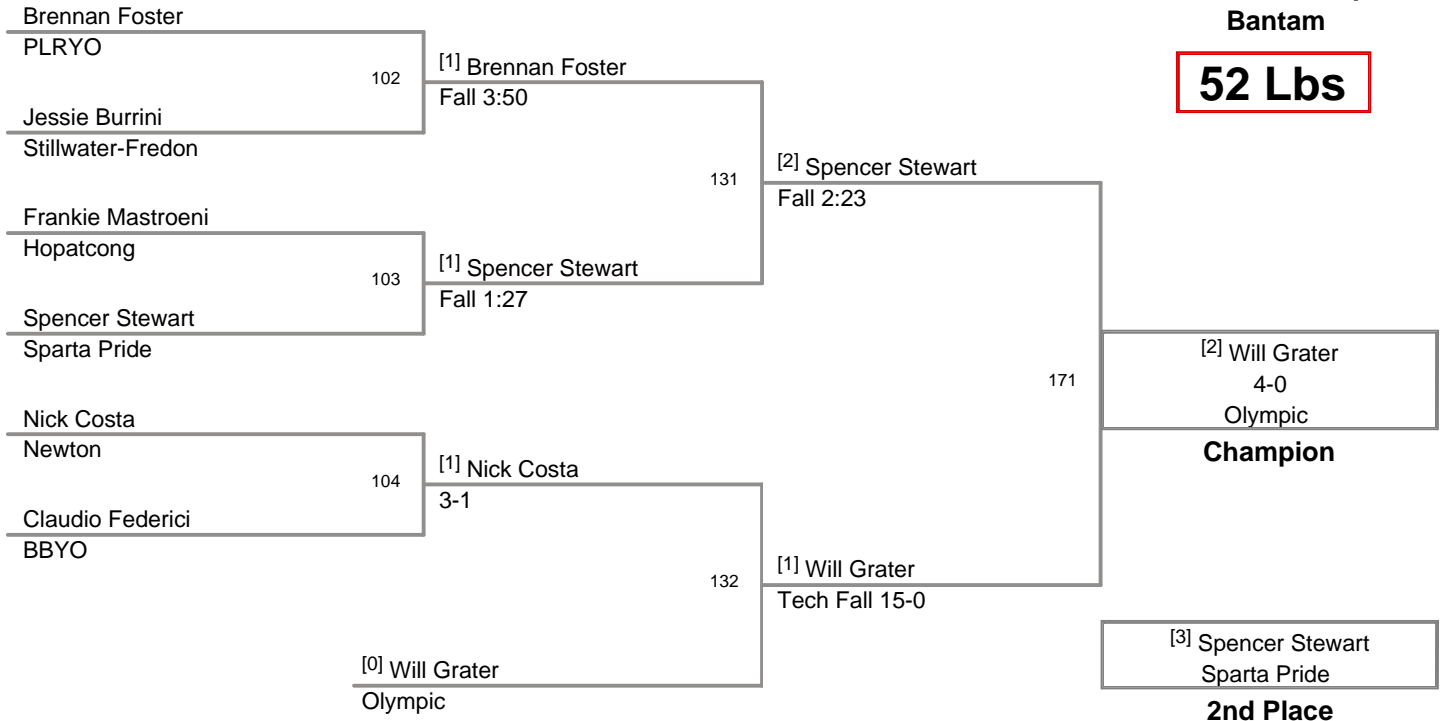 Bantam
52 Lbs
Brennan Foster
PLRYO
102
[1] Brennan Foster
Fall 3:50
Jessie Burrini
Stillwater-Fredon
131
[2] Spencer Stewart
Fall 2:23
Frankie Mastroeni
Hopatcong
103
[1] Spencer Stewart
Fall 1:27
Spencer Stewart
Sparta Pride
171
[2] Will Grater
4-0
Olympic
Champion
Nick Costa
Newton
104
[1] Nick Costa
3-1
Claudio Federici
BBYO
132
[1] Will Grater
Tech Fall 15-0
[0] Will Grater
Olympic
[3] Spencer Stewart
Sparta Pride
2nd Place